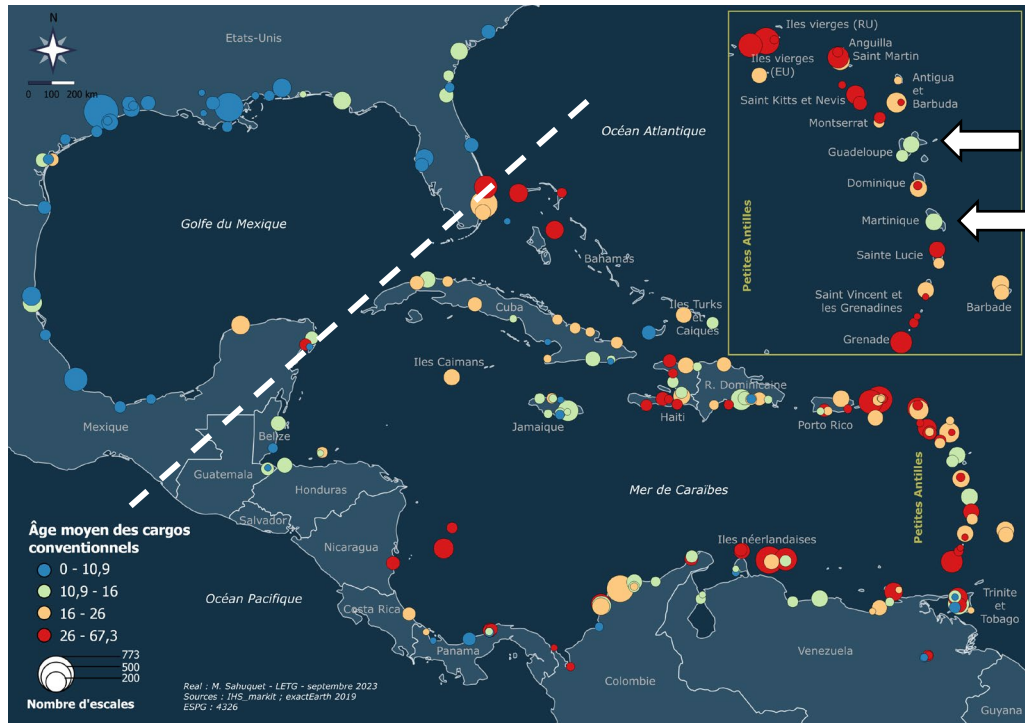 N
0 100 200 km
Etats-Unis
Océan Atlantique
Golfe du Mexique
Bahamas
Cuba
Iles Turks
et
Caiques
Iles Caimans
R. Dominicaine
Haiti
Jamaique
Porto Rico
Mexique
Belize
Guatemala
Honduras
Salvador
Nicaragua
Mer de Caraïbes
Petites Antilles
Iles néerlandaises
Océan Pacifique
Costa Rica
Panama
Colombie
Venezuela
Trinite
et
Tobago
Guyana
Petites Antilles
Iles vierges (RU)
Anguilla
Saint Martin
Iles vierges
(EU)
Antigua
et
Barbuda
Saint Kitts et Nevis
Montserrat
Guadeloupe
Dominique
Martinique
Sainte Lucie
Saint Vincent et
les Grenadines
Barbade
Grenade
Âge moyen des cargos
conventionnels
0 - 10,9
10,9 - 16
16 - 26
26 - 67,3
773
500
200
Nombre d'escales
Real : M. Sahuquet - LETG - septembre 2023
Sources : IHS_markit ; exactEarth 2019
ESPG : 4326